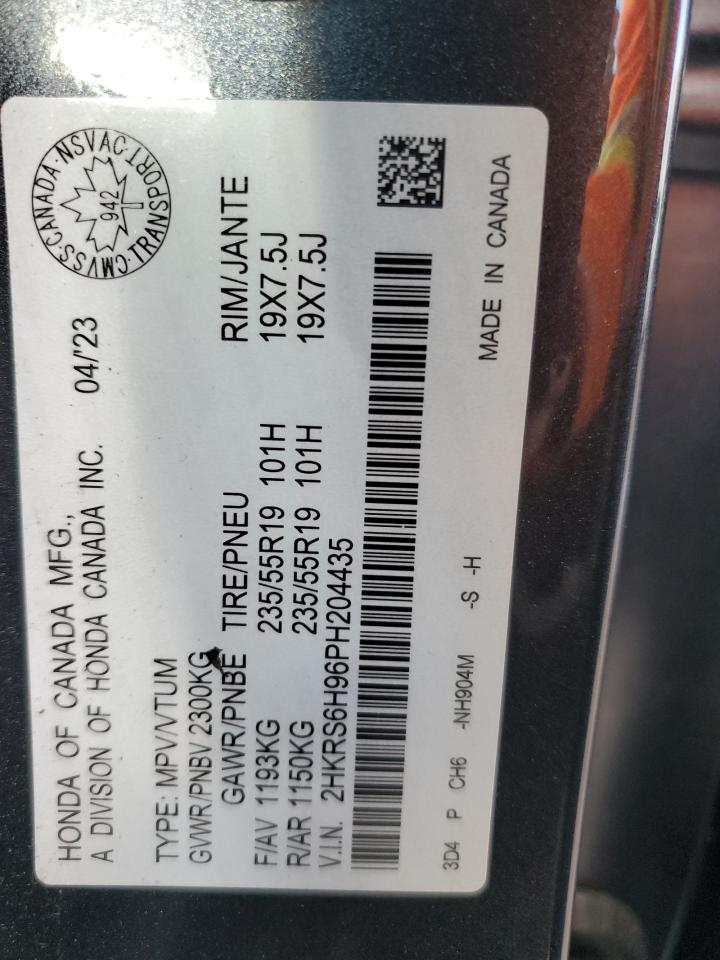 HONDA OF CANADA MFG.,
A DIVISION OF HONDA CANADA INC. 04/'23
CMVSS·CANADA·NSVAC·TRANSPORT
942
TYPE: MPV/VTUM
GVWR/PNBV 2300KG
GAWR/PNBE TIRE/PNEU RIM/JANTE
F/AV 1193KG 235/55R19 101H 19X7.5J
R/AR 1150KG 235/55R19 101H 19X7.5J
V.I.N. 2HKRS6H96PH204435
3D4 P CH6 -NH904M -S -H MADE IN CANADA